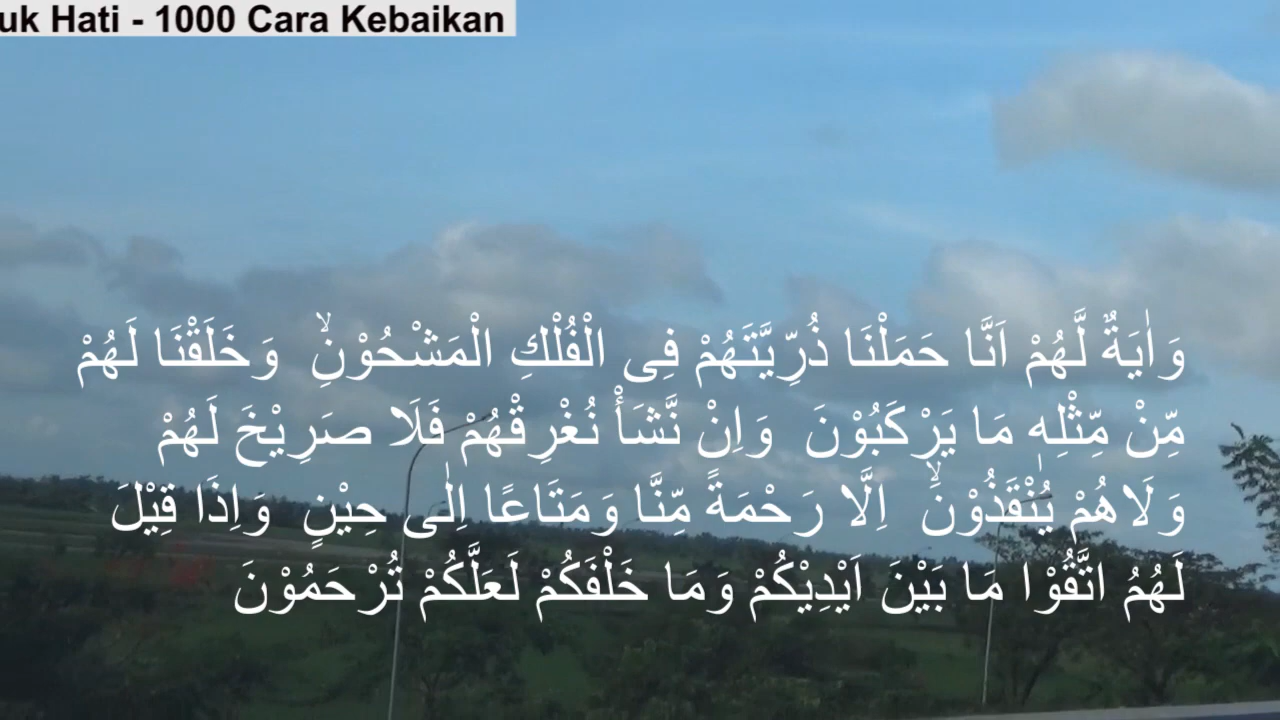 uk Hati - 1000 Cara Kebaikan
وَاٰيَةٌ لَّهُمْ اَنَّا حَمَلْنَا ذُرِّيَّتَهُمْ فِى الْفُلْكِ الْمَشْحُوْنِۙ وَخَلَقْنَا لَهُمْ
مِّنْ مِّثْلِهٖ مَا يَرْكَبُوْنَ وَاِنْ نَّشَأْ نُغْرِقْهُمْ فَلَا صَرِيْخَ لَهُمْ
وَلَاهُمْ يُنْقَذُوْنَۙ اِلَّا رَحْمَةً مِّنَّا وَمَتَاعًا اِلٰى حِيْنٍ وَاِذَا قِيْلَ
لَهُمُ اتَّقُوْا مَا بَيْنَ اَيْدِيْكُمْ وَمَا خَلْفَكُمْ لَعَلَّكُمْ تُرْحَمُوْنَ